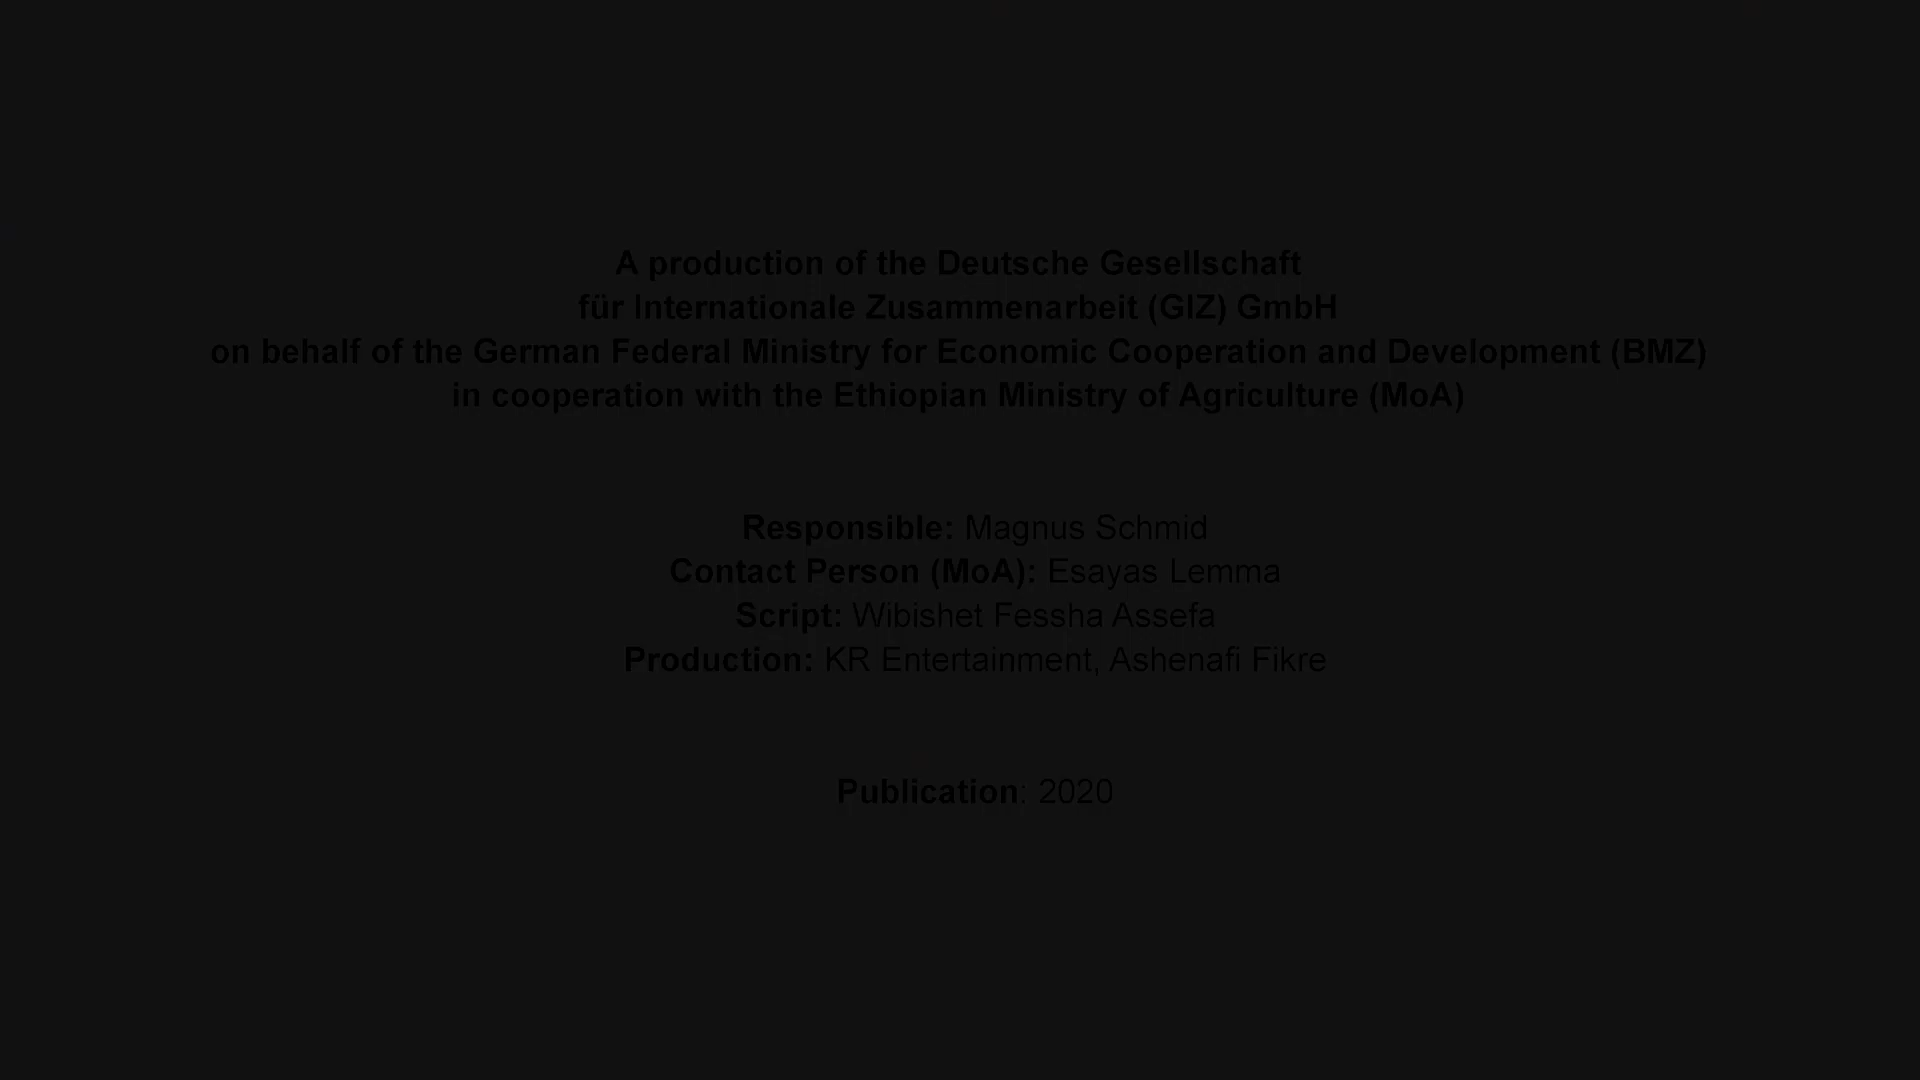 A production of the Deutsche Gesellschaft
für Internationale Zusammenarbeit (GIZ) GmbH
on behalf of the German Federal Ministry for Economic Cooperation and Development (BMZ)
in cooperation with the Ethiopian Ministry of Agriculture (MoA)
Responsible: Magnus Schmid
Contact Person (MoA): Esayas Lemma
Script: Wibishet Fessha Assefa
Production: KR Entertainment, Ashenafi Fikre
Publication: 2020